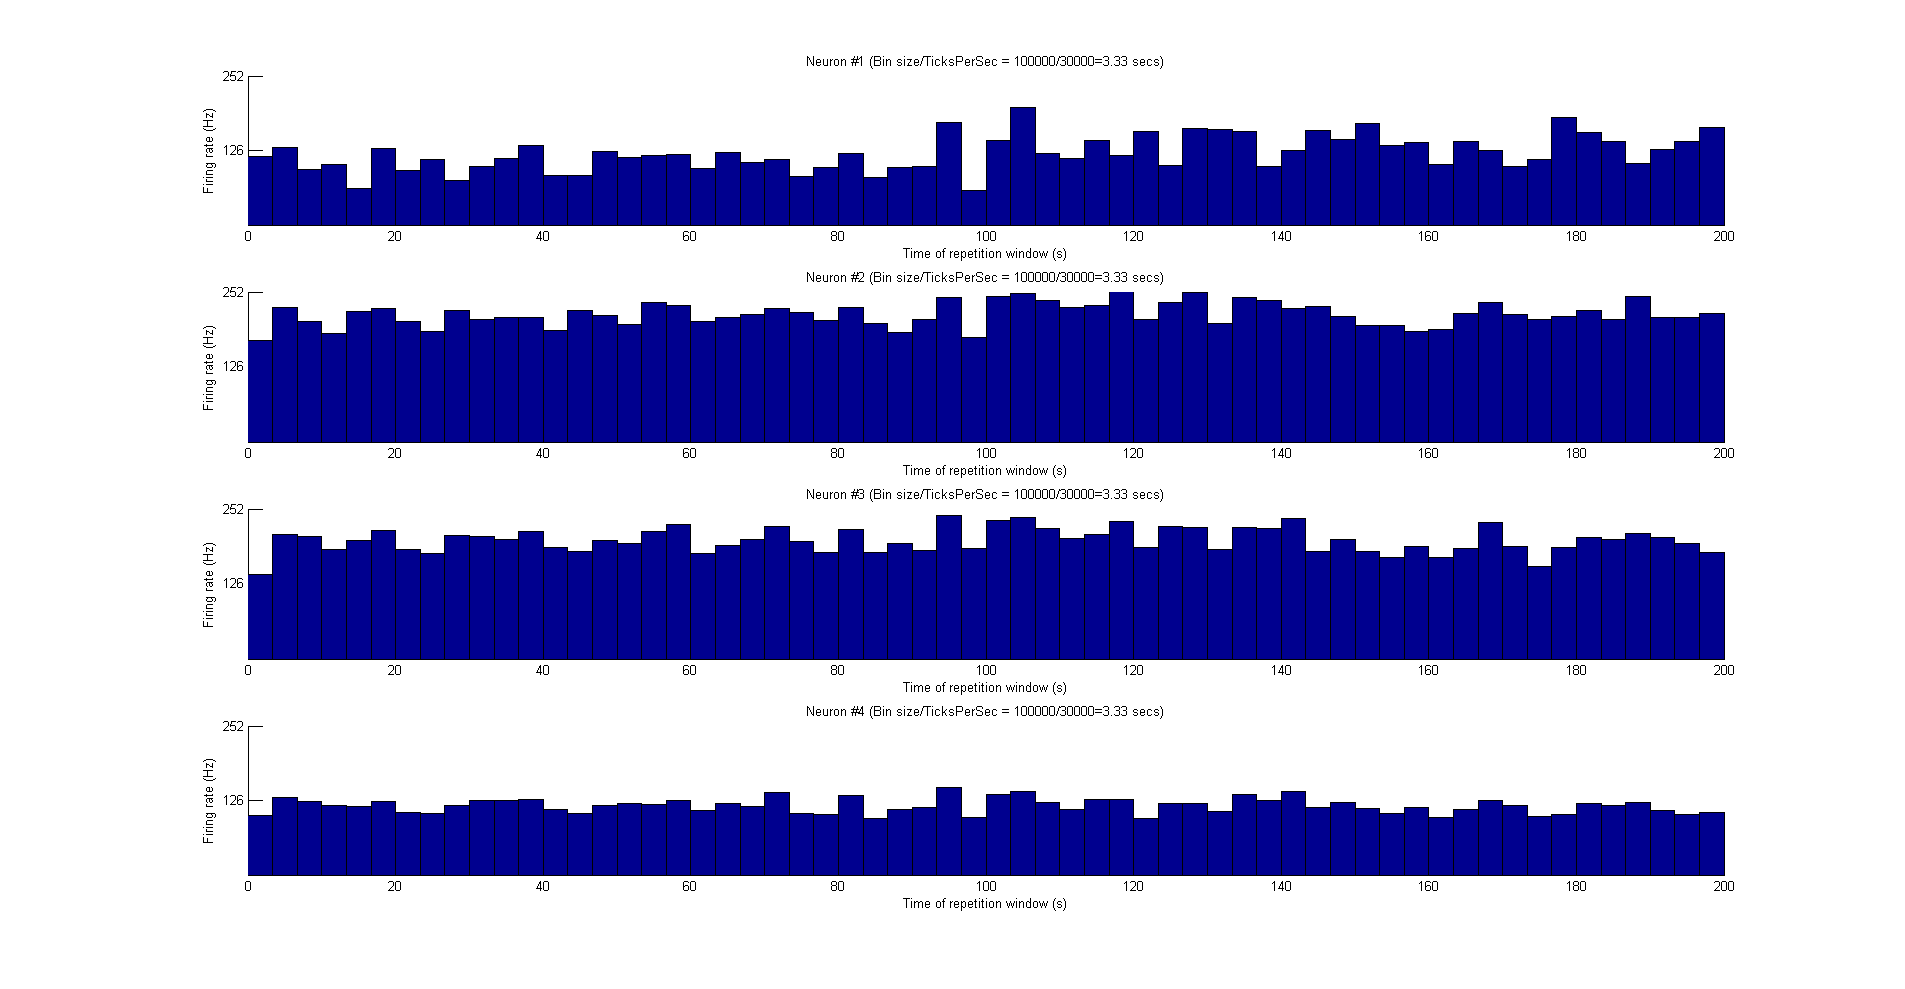 Neuron #1 (Bin size/TicksPerSec = 100000/30000=3.33 secs)
252
126
Firing rate (Hz)
0 20 40 60 80 100 120 140 160 180 200
Time of repetition window (s)
Neuron #2 (Bin size/TicksPerSec = 100000/30000=3.33 secs)
252
126
Firing rate (Hz)
0 20 40 60 80 100 120 140 160 180 200
Time of repetition window (s)
Neuron #3 (Bin size/TicksPerSec = 100000/30000=3.33 secs)
252
126
Firing rate (Hz)
0 20 40 60 80 100 120 140 160 180 200
Time of repetition window (s)
Neuron #4 (Bin size/TicksPerSec = 100000/30000=3.33 secs)
252
126
Firing rate (Hz)
0 20 40 60 80 100 120 140 160 180 200
Time of repetition window (s)